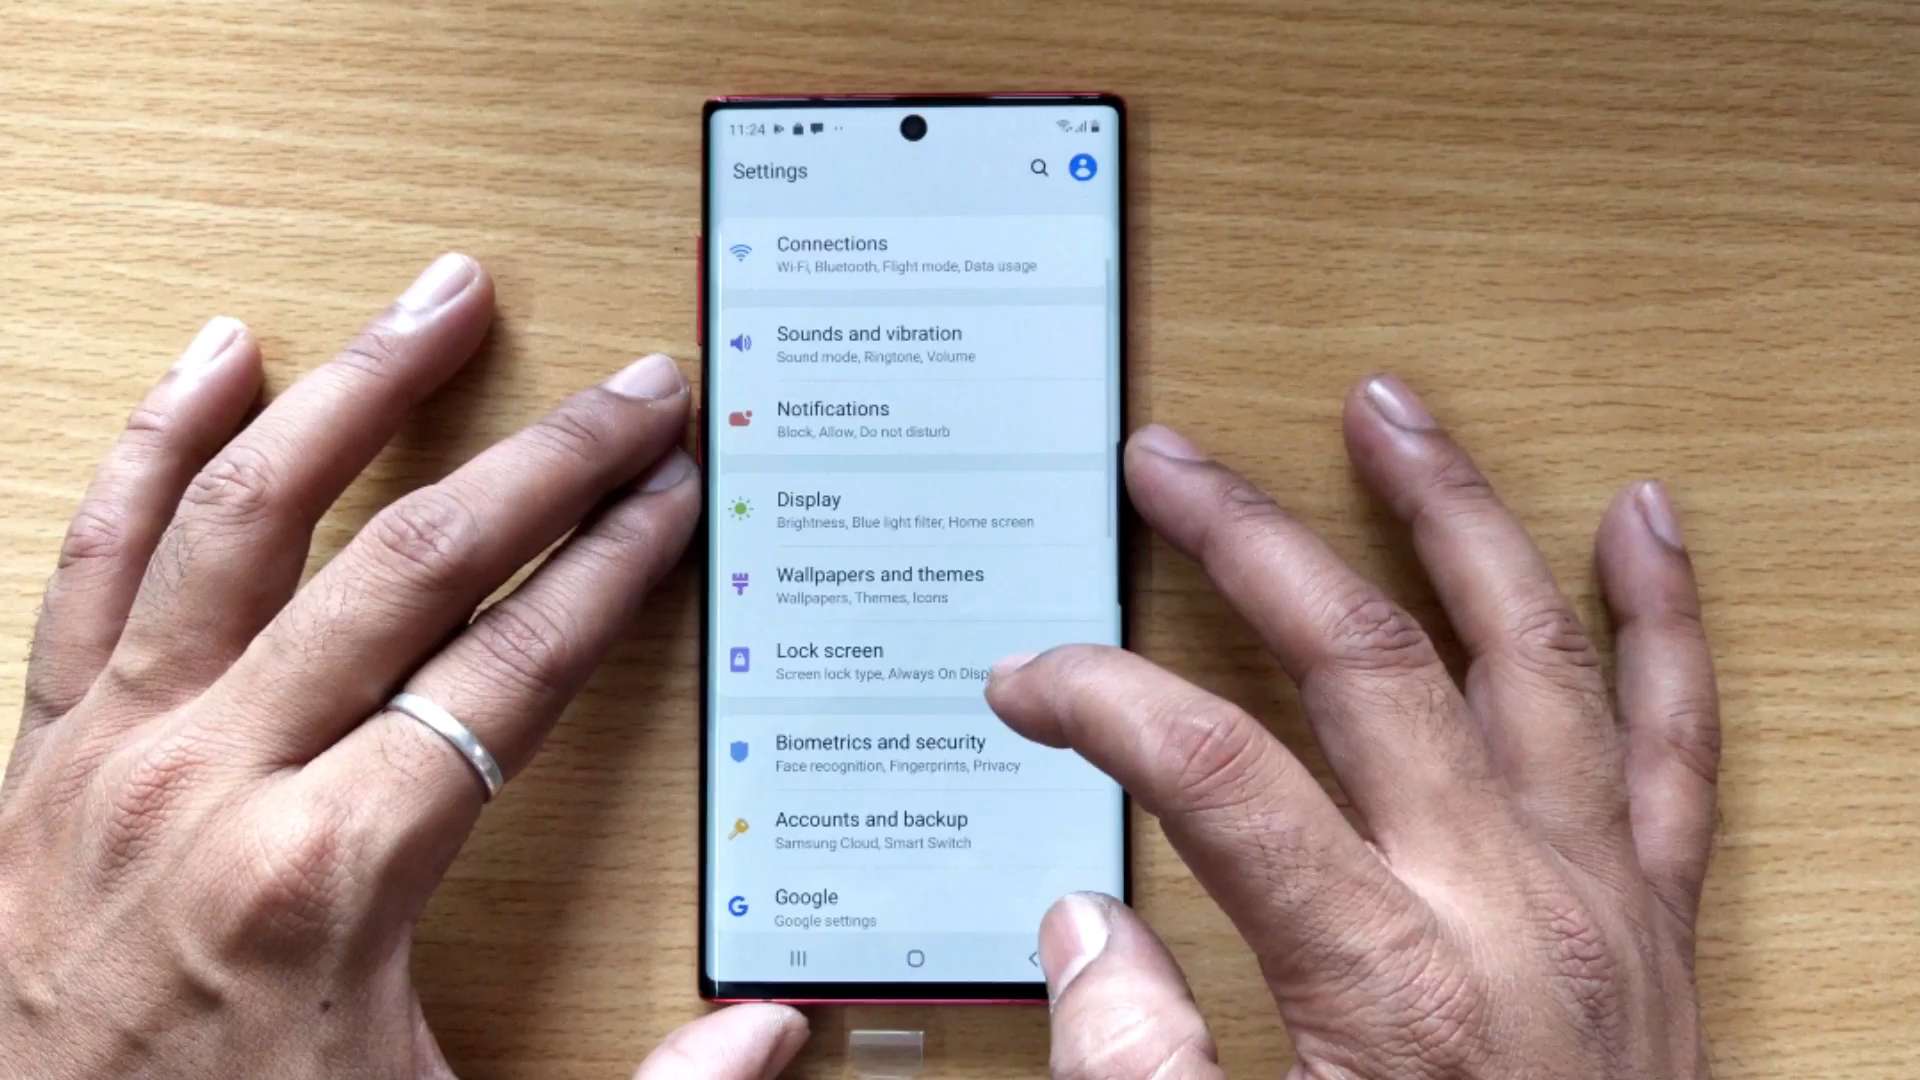 11:24
Settings
Connections
Wi-Fi, Bluetooth, Flight mode, Data usage
Sounds and vibration
Sound mode, Ringtone, Volume
Notifications
Block, Allow, Do not disturb
Display
Brightness, Blue light filter, Home screen
Wallpapers and themes
Wallpapers, Themes, Icons
Lock screen
Screen lock type, Always On Disp
Biometrics and security
Face recognition, Fingerprints, Privacy
Accounts and backup
Samsung Cloud, Smart Switch
Google
Google settings